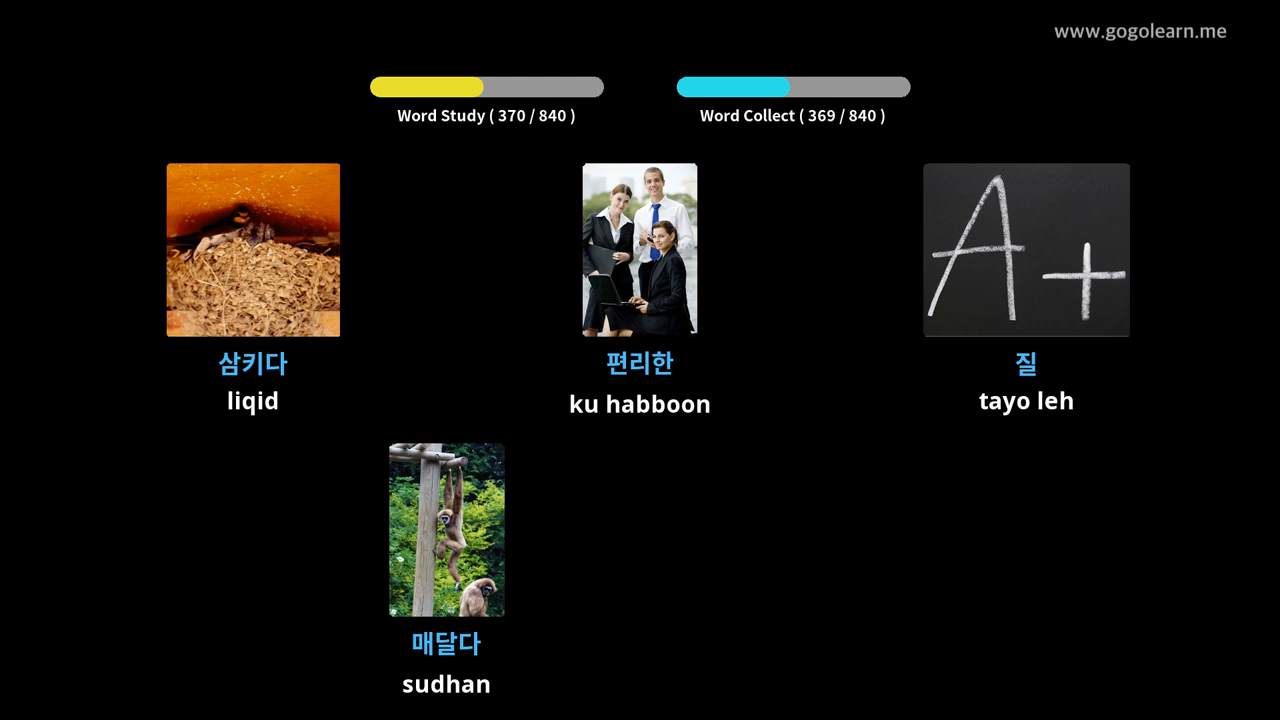 www.gogolearn.me
Word Study ( 370 / 840 )
Word Collect ( 369 / 840 )
A+
삼키다
liqid
편리한
ku habboon
질
tayo leh
매달다
sudhan